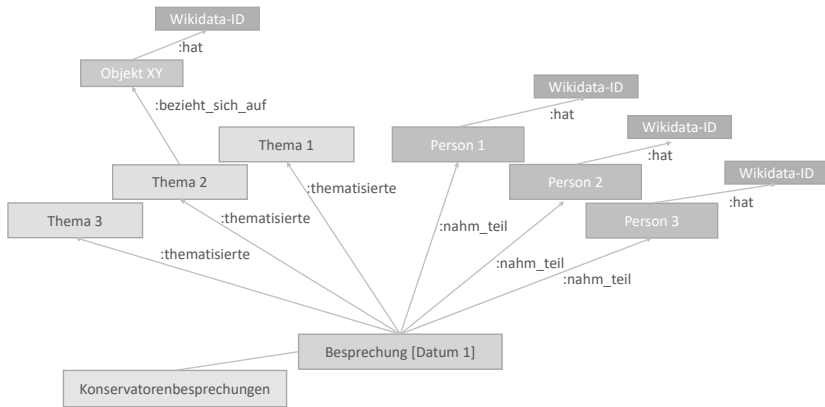 Wikidata-ID
:hat
Objekt XY
:bezieht_sich_auf
Wikidata-ID
:hat
Thema 1
Person 1
Wikidata-ID
:hat
Thema 2
:thematisierte
Person 2
Wikidata-ID
:hat
Thema 3
:thematisierte
:nahm_teil
Person 3
:thematisierte
:nahm_teil
:nahm_teil
Besprechung [Datum 1]
Konservatorenbesprechungen